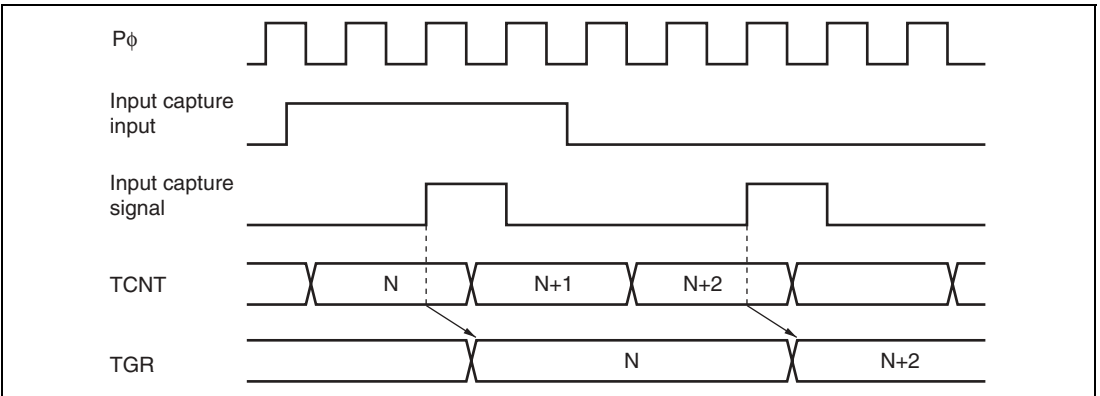 Pϕ
Input capture
input
Input capture
signal
TCNT
N
N+1
N+2
TGR
N
N+2